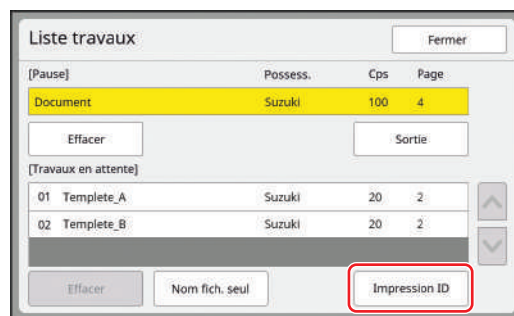 Liste travaux Fermer
[Pause] Possess. Cps Page
Document Suzuki 100 4
Effacer Sortie
[Travaux en attente]
01 Templete_A Suzuki 20 2
02 Templete_B Suzuki 20 2
Effacer Nom fich. seul Impression ID